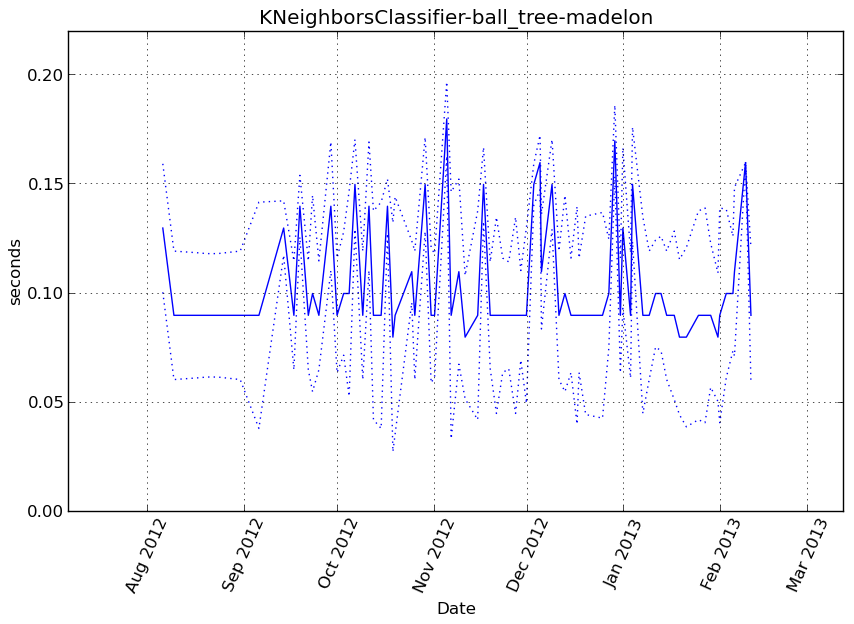 KNeighborsClassifier-ball_tree-madelon
0.20
0.15
0.10
0.05
0.00
seconds
Aug 2012
Sep 2012
Oct 2012
Nov 2012
Dec 2012
Jan 2013
Feb 2013
Mar 2013
Date